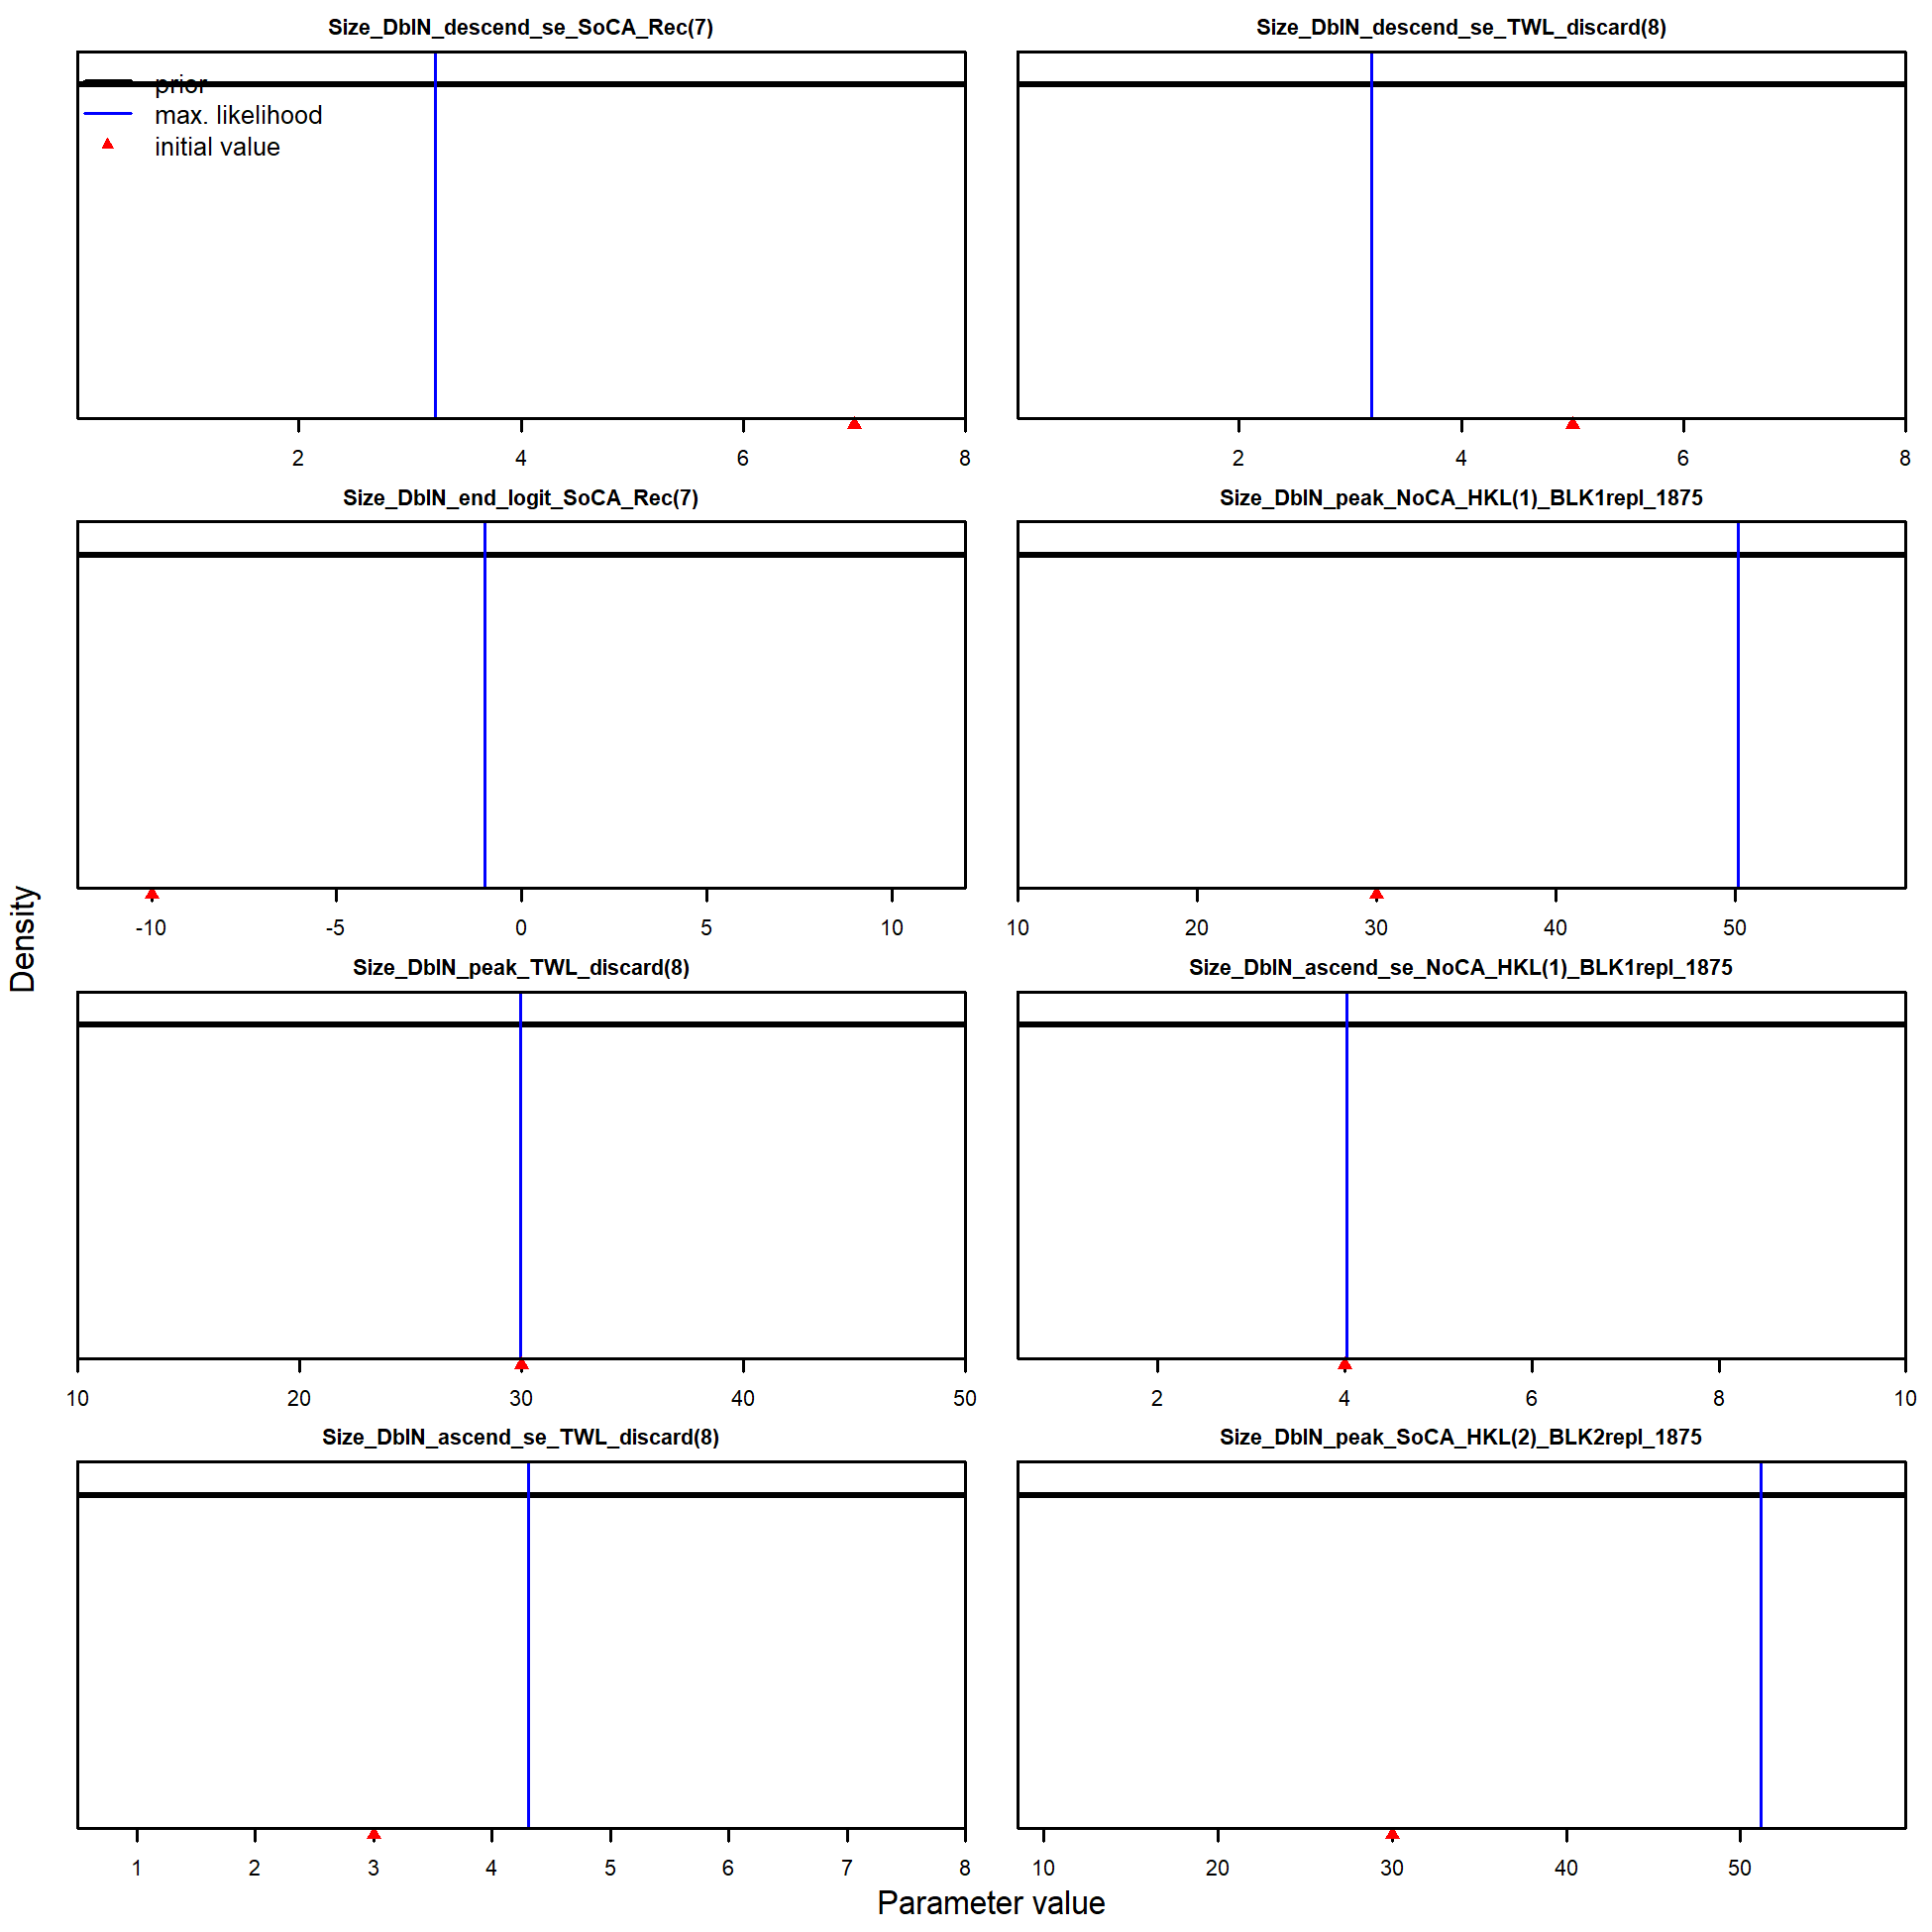 Size_DblN_descend_se_SoCA_Rec(7)
prior
max. likelihood
initial value
2 4 6 8
Size_DblN_descend_se_TWL_discard(8)
2 4 6 8
Size_DblN_end_logit_SoCA_Rec(7)
-10 -5 0 5 10
Size_DblN_peak_NoCA_HKL(1)_BLK1repl_1875
10 20 30 40 50
Density
Size_DblN_peak_TWL_discard(8)
10 20 30 40 50
Size_DblN_ascend_se_NoCA_HKL(1)_BLK1repl_1875
2 4 6 8 10
Size_DblN_ascend_se_TWL_discard(8)
1 2 3 4 5 6 7 8
Size_DblN_peak_SoCA_HKL(2)_BLK2repl_1875
10 20 30 40 50
Parameter value